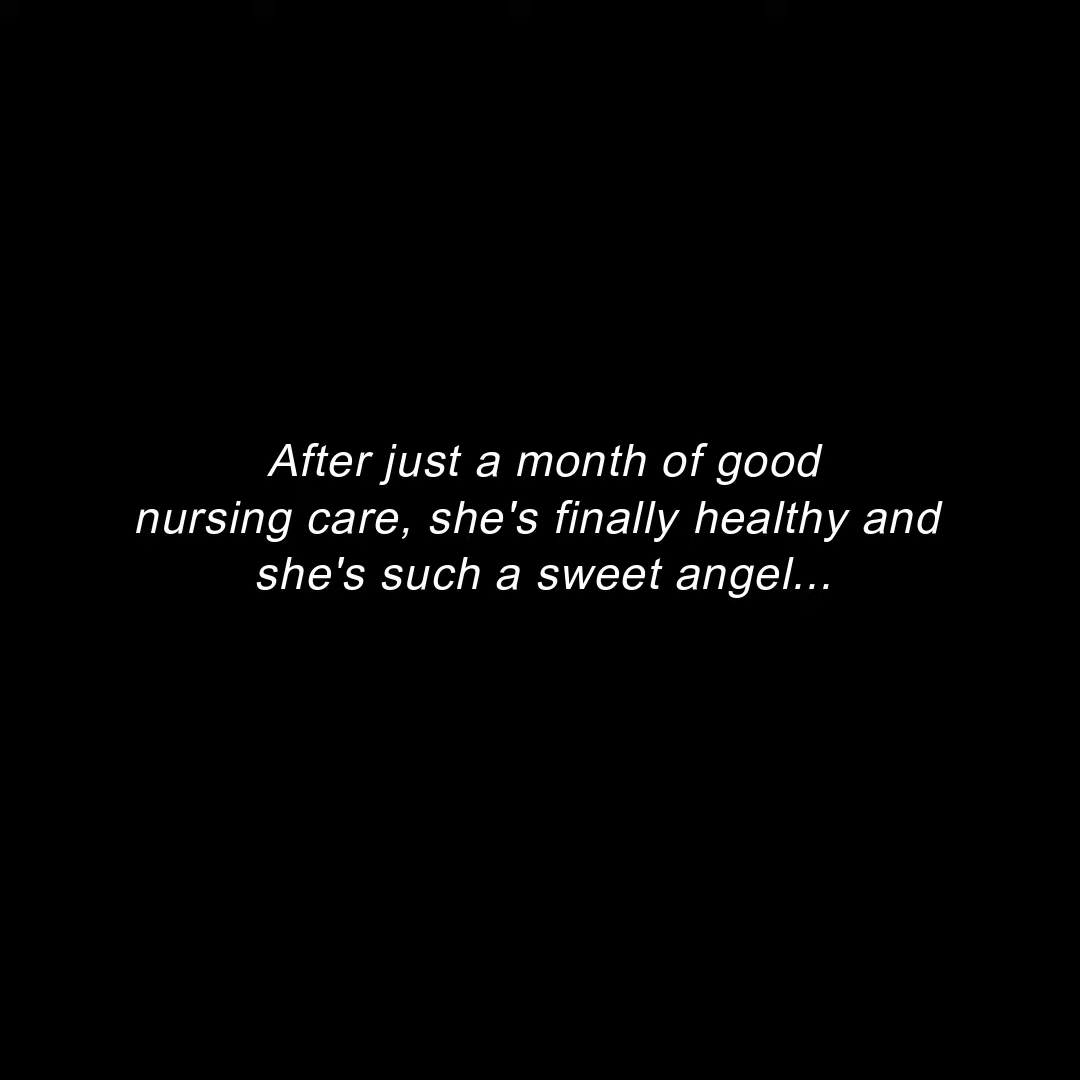 After just a month of good
nursing care, she's finally healthy and
she's such a sweet angel...